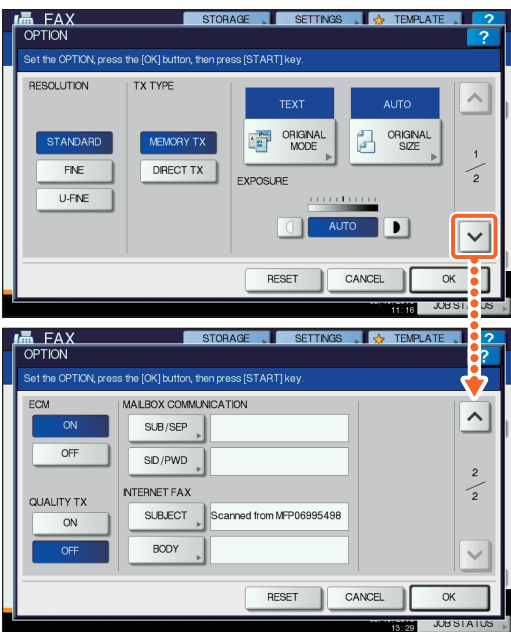 FAX
STORAGE SETTINGS TEMPLATE ?
OPTION ?
Set the OPTION, press the [OK] button, then press [START] key.
RESOLUTION TX TYPE
TEXT AUTO
STANDARD MEMORY TX ORIGINAL MODE ORIGINAL SIZE
FINE DIRECT TX
1
2
U-FINE
EXPOSURE
AUTO
RESET CANCEL OK
11:16 JOB STATUS
FAX
STORAGE SETTINGS TEMPLATE ?
OPTION ?
Set the OPTION, press the [OK] button, then press [START] key.
ECM MAILBOX COMMUNICATION
ON SUB/SEP
OFF SID/PWD
2
2
QUALITY TX INTERNET FAX
ON SUBJECT Scanned from MFP06995498
OFF BODY
RESET CANCEL OK
13:29 JOB STATUS